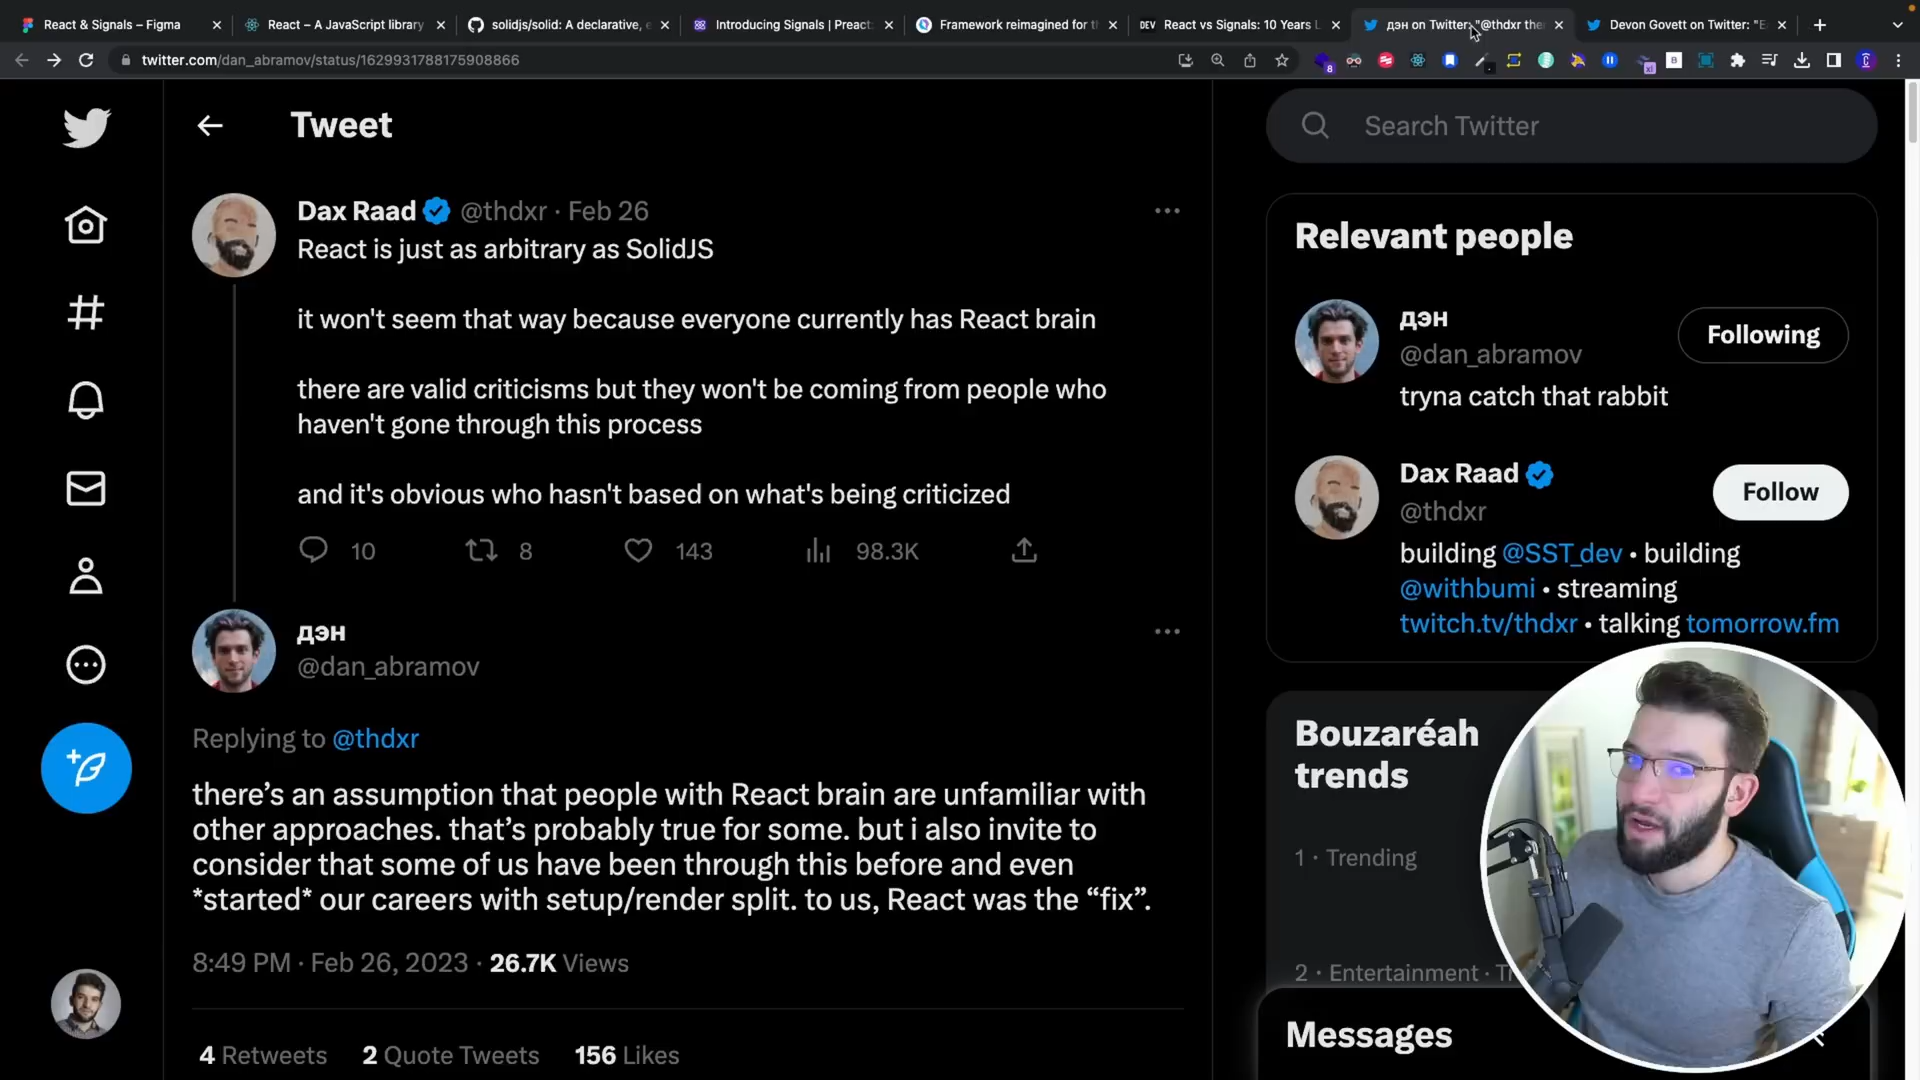 React & Signals – Figma
React – A JavaScript library
solidjs/solid: A declarative, e
Introducing Signals | Preact:
Framework reimagined for th
DEV React vs Signals: 10 Years L
дэн on Twitter: "@thdxr the
Devon Govett on Twitter: "E
twitter.com/dan_abramov/status/1629931788175908866
Tweet
Search Twitter
Dax Raad @thdxr · Feb 26
React is just as arbitrary as SolidJS
it won't seem that way because everyone currently has React brain
there are valid criticisms but they won't be coming from people who
haven't gone through this process
and it's obvious who hasn't based on what's being criticized
10 8 143 98.3K
дэн
@dan_abramov
Replying to @thdxr
there’s an assumption that people with React brain are unfamiliar with
other approaches. that’s probably true for some. but i also invite to
consider that some of us have been through this before and even
*started* our careers with setup/render split. to us, React was the “fix”.
8:49 PM · Feb 26, 2023 · 26.7K Views
4 Retweets 2 Quote Tweets 156 Likes
Relevant people
дэн
@dan_abramov
Following
tryna catch that rabbit
Dax Raad
@thdxr
Follow
building @SST_dev • building
@withbumi • streaming
twitch.tv/thdxr • talking tomorrow.fm
Bouzaréah
trends
1 · Trending
2 · Entertainment · Tr
Messages